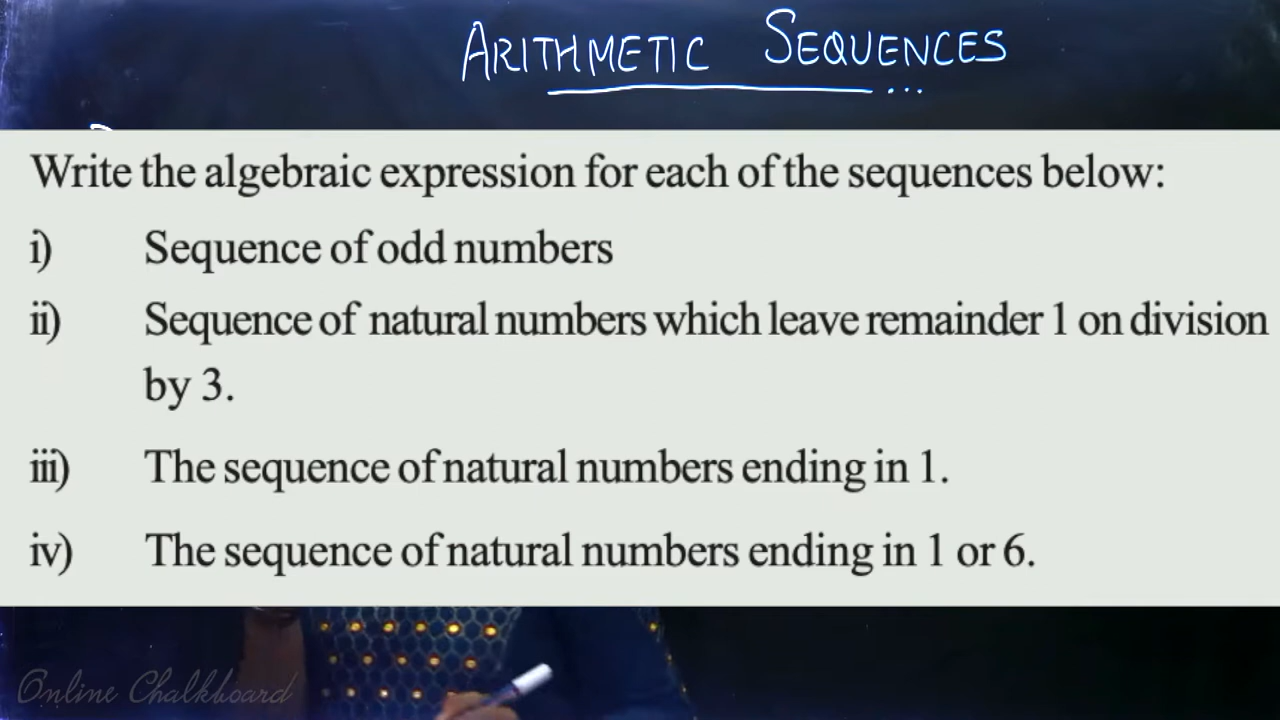 ARITHMETIC SEQUENCES ...
Write the algebraic expression for each of the sequences below:
i) Sequence of odd numbers
ii) Sequence of natural numbers which leave remainder 1 on division
by 3.
iii) The sequence of natural numbers ending in 1.
iv) The sequence of natural numbers ending in 1 or 6.
Online Chalkboard